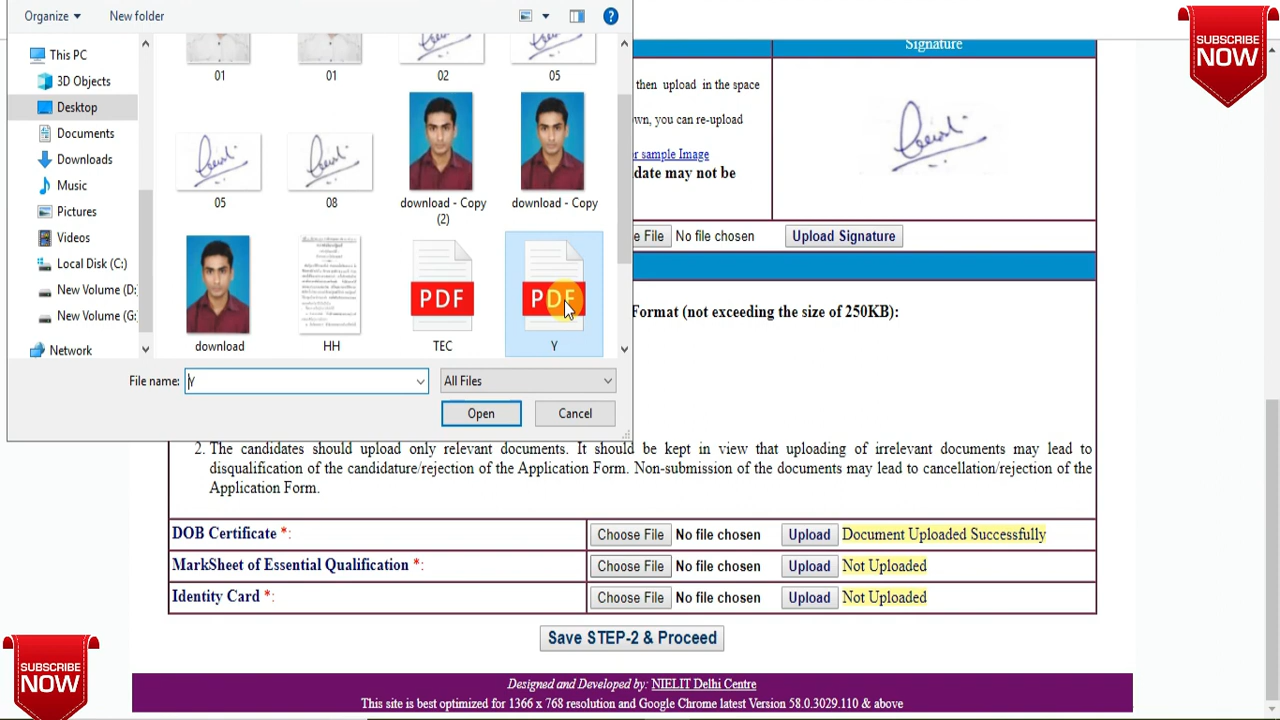 Organize
New folder
SUBSCRIBE
NOW
This PC
3D Objects
Desktop
Documents
Downloads
Music
Pictures
Videos
Local Disk (C:)
New Volume (D:
New Volume (G:
Network
01
01
02
05
05
08
download - Copy
(2)
download - Copy
PDF
PDF
download
HH
TEC
Y
File name:
Y
All Files
Open
Cancel
Signature
then upload in the space
wn, you can re-upload
r sample Image
date may not be
e File
No file chosen
Upload Signature
Format (not exceeding the size of 250KB):
2. The candidates should upload only relevant documents. It should be kept in view that uploading of irrelevant documents may lead to
disqualification of the candidature/rejection of the Application Form. Non-submission of the documents may lead to cancellation/rejection of the
Application Form.
DOB Certificate *: Choose File No file chosen Upload Document Uploaded Successfully
MarkSheet of Essential Qualification *: Choose File No file chosen Upload Not Uploaded
Identity Card *: Choose File No file chosen Upload Not Uploaded
Save STEP-2 & Proceed
SUBSCRIBE
NOW
Designed and Developed by: NIELIT Delhi Centre
This site is best optimized for 1366 x 768 resolution and Google Chrome latest Version 58.0.3029.110 & above